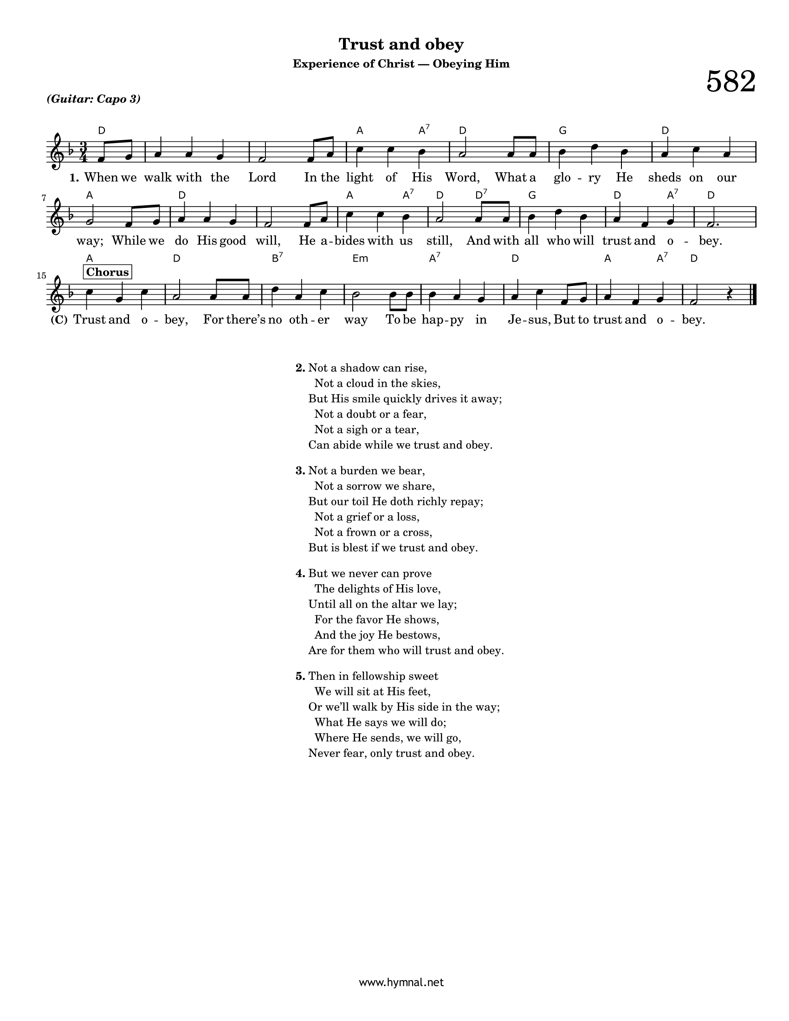 Trust and obey
Experience of Christ — Obeying Him
582
(Guitar: Capo 3)
D A A7 D G D
1. When we walk with the Lord In the light of His Word, What a glo - ry He sheds on our
7 A D A A7 D D7 G D A7 D
way; While we do His good will, He a - bides with us still, And with all who will trust and o - bey.
A D B7 Em A7 D A A7 D
15 Chorus
(C) Trust and o - bey, For there's no oth - er way To be hap - py in Je - sus, But to trust and o - bey.
2. Not a shadow can rise,
Not a cloud in the skies,
But His smile quickly drives it away;
Not a doubt or a fear,
Not a sigh or a tear,
Can abide while we trust and obey.
3. Not a burden we bear,
Not a sorrow we share,
But our toil He doth richly repay;
Not a grief or a loss,
Not a frown or a cross,
But is blest if we trust and obey.
4. But we never can prove
The delights of His love,
Until all on the altar we lay;
For the favor He shows,
And the joy He bestows,
Are for them who will trust and obey.
5. Then in fellowship sweet
We will sit at His feet,
Or we'll walk by His side in the way;
What He says we will do;
Where He sends, we will go,
Never fear, only trust and obey.
www.hymnal.net